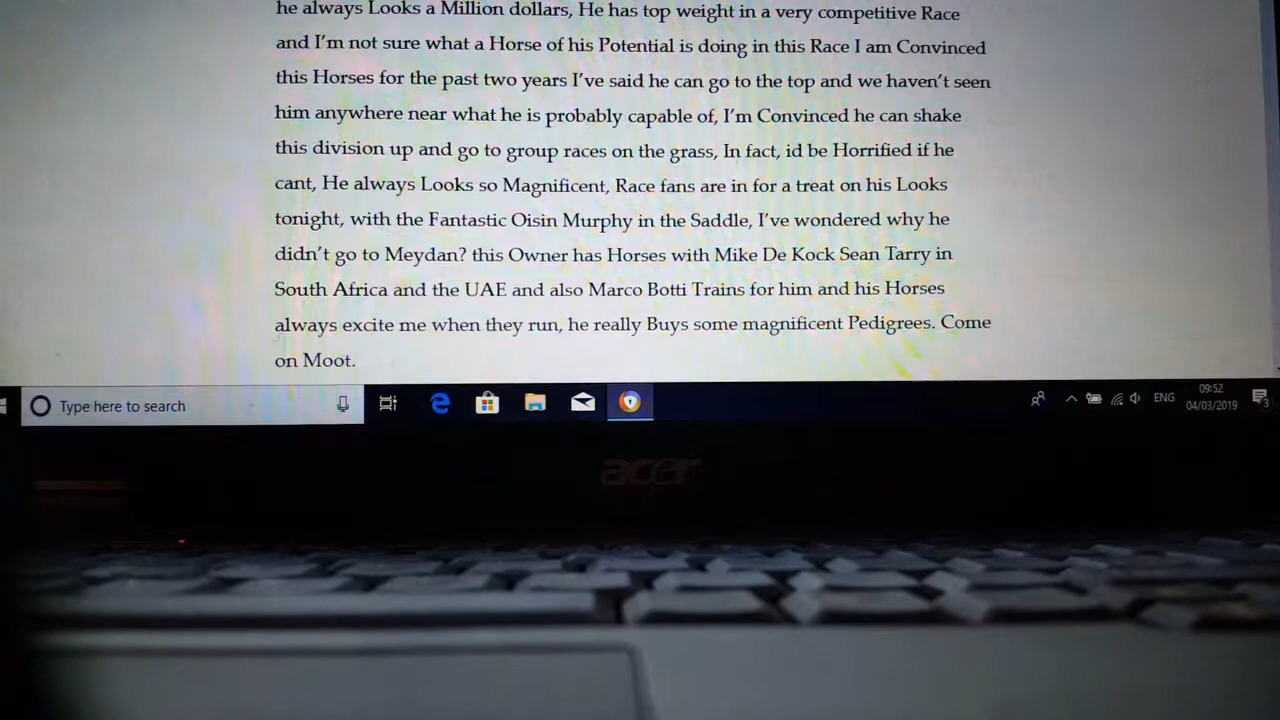 he always Looks a Million dollars, He has top weight in a very competitive Race
and I'm not sure what a Horse of his Potential is doing in this Race I am Convinced
this Horses for the past two years I've said he can go to the top and we haven't seen
him anywhere near what he is probably capable of, I'm Convinced he can shake
this division up and go to group races on the grass, In fact, id be Horrified if he
cant, He always Looks so Magnificent, Race fans are in for a treat on his Looks
tonight, with the Fantastic Oisin Murphy in the Saddle, I've wondered why he
didn't go to Meydan? this Owner has Horses with Mike De Kock Sean Tarry in
South Africa and the UAE and also Marco Botti Trains for him and his Horses
always excite me when they run, he really Buys some magnificent Pedigrees. Come
on Moot.
Type here to search
ENG
09:52
04/03/2019
3
acer